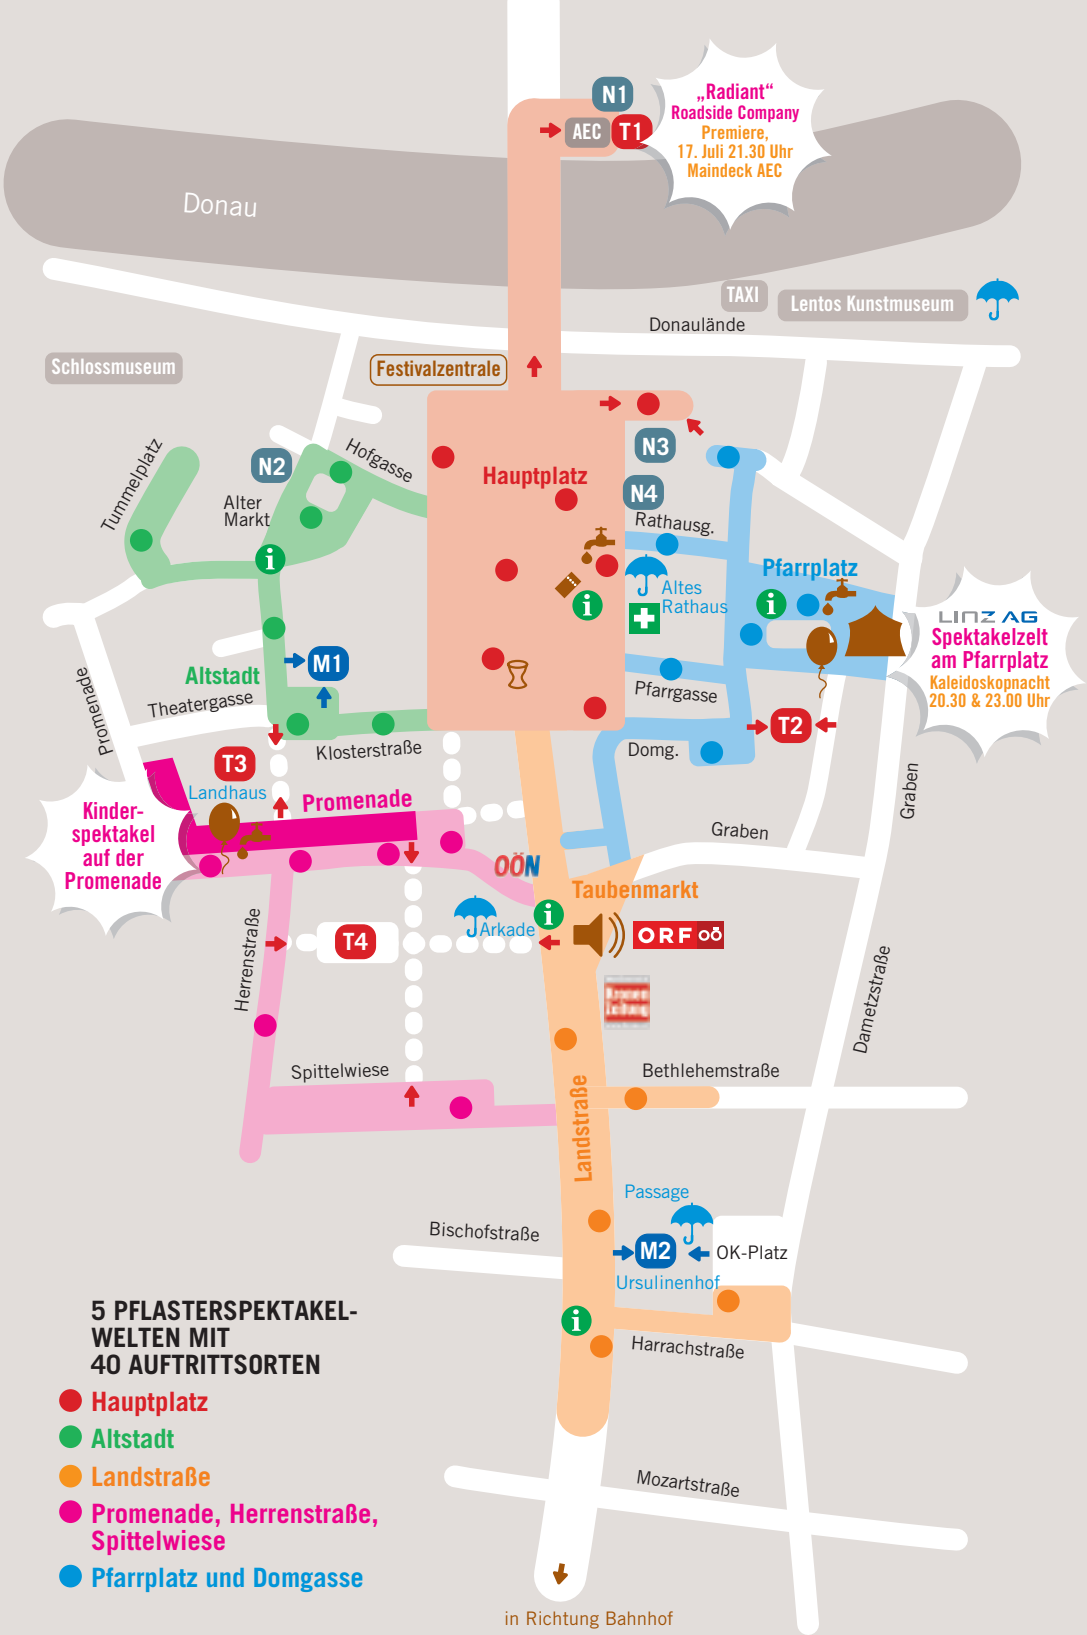 N1
AEC
T1
„Radiant“
Roadside Company
Premiere,
17. Juli 21.30 Uhr
Maindeck AEC
Donau
TAXI
Lentos Kunstmuseum
Donaulände
Schlossmuseum
Festivalzentrale
Tummelplatz
N2
Hofgasse
Alter
Markt
i
Hauptplatz
N3
N4
Rathausg.
Altes
Rathaus
i
Pfarrplatz
i
LINZ AG
Spektakelzelt
am Pfarrplatz
Kaleidoskopnacht
20.30 & 23.00 Uhr
Altstadt
M1
Pfarrgasse
Promenade
Theatergasse
Klosterstraße
Domg.
T2
T3
Landhaus
Promenade
Graben
Graben
Kinder-
spektakel
auf der
Promenade
OÖN
Taubenmarkt
i
Arkade
ORF oö
T4
Herrenstraße
Kronen
Zeitung
Dametzstraße
Spittelwiese
Bethlehemstraße
Landstraße
Passage
Bischofstraße
M2
OK-Platz
Ursulinenhof
i
Harrachstraße
5 PFLASTERSPEKTAKEL-
WELTEN MIT
40 AUFTRITTSORTEN
Hauptplatz
Altstadt
Landstraße
Promenade, Herrenstraße,
Spittelwiese
Pfarrplatz und Domgasse
Mozartstraße
in Richtung Bahnhof